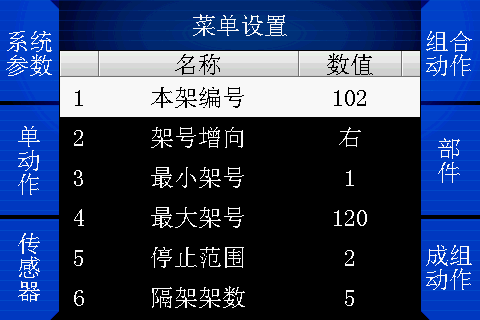 菜单设置
系统
参数
单
动
作
传
感
器
名称 数值
1 本架编号 102
2 架号增向 右
3 最小架号 1
4 最大架号 120
5 停止范围 2
6 隔架架数 5
组合
动作
部
件
成组
动作